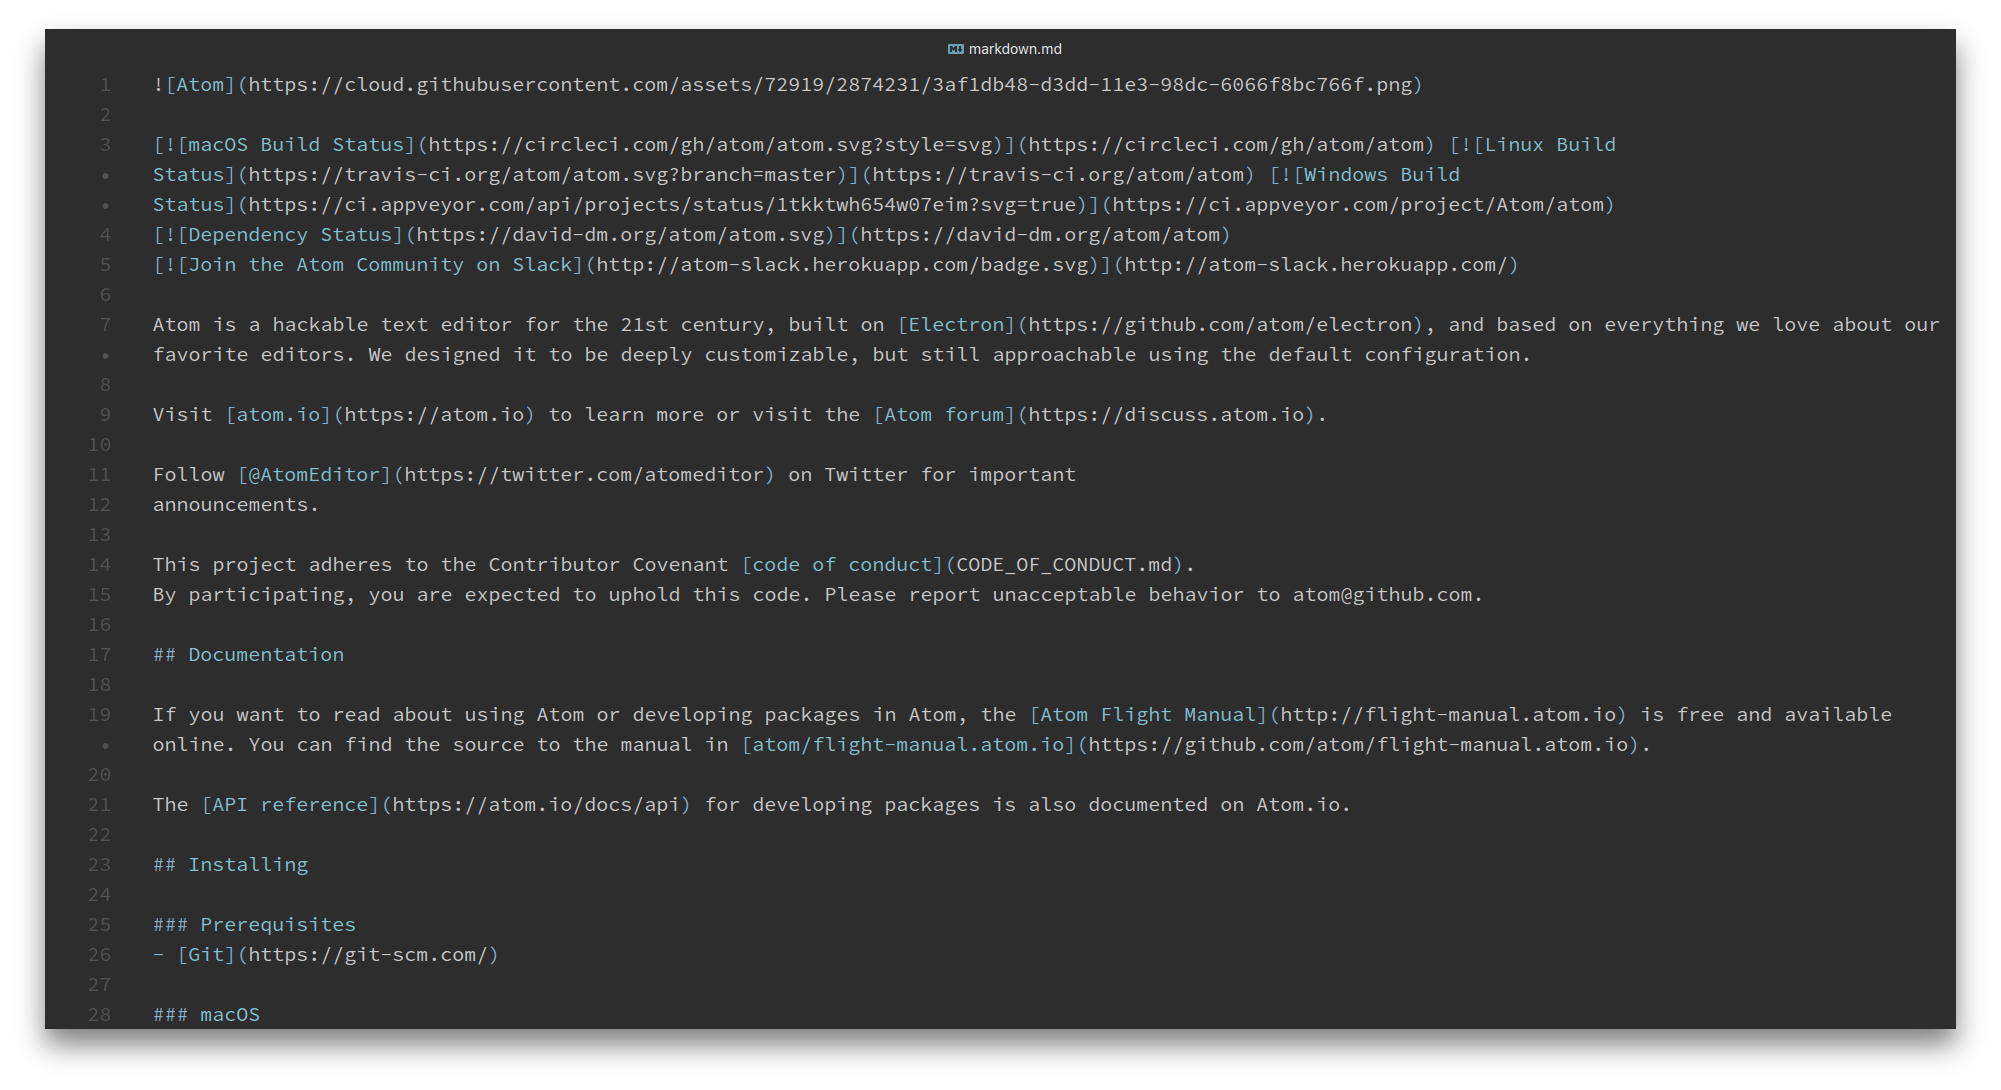 markdown.md
1 ![Atom](https://cloud.githubusercontent.com/assets/72919/2874231/3af1db48-d3dd-11e3-98dc-6066f8bc766f.png)
2
3 [![macOS Build Status](https://circleci.com/gh/atom/atom.svg?style=svg)](https://circleci.com/gh/atom/atom) [![Linux Build
• Status](https://travis-ci.org/atom/atom.svg?branch=master)](https://travis-ci.org/atom/atom) [![Windows Build
• Status](https://ci.appveyor.com/api/projects/status/1tkktwh654w07eim?svg=true)](https://ci.appveyor.com/project/Atom/atom)
4 [![Dependency Status](https://david-dm.org/atom/atom.svg)](https://david-dm.org/atom/atom)
5 [![Join the Atom Community on Slack](http://atom-slack.herokuapp.com/badge.svg)](http://atom-slack.herokuapp.com/)
6
7 Atom is a hackable text editor for the 21st century, built on [Electron](https://github.com/atom/electron), and based on everything we love about our
• favorite editors. We designed it to be deeply customizable, but still approachable using the default configuration.
8
9 Visit [atom.io](https://atom.io) to learn more or visit the [Atom forum](https://discuss.atom.io).
10
11 Follow [@AtomEditor](https://twitter.com/atomeditor) on Twitter for important
12 announcements.
13
14 This project adheres to the Contributor Covenant [code of conduct](CODE_OF_CONDUCT.md).
15 By participating, you are expected to uphold this code. Please report unacceptable behavior to atom@github.com.
16
17 ## Documentation
18
19 If you want to read about using Atom or developing packages in Atom, the [Atom Flight Manual](http://flight-manual.atom.io) is free and available
• online. You can find the source to the manual in [atom/flight-manual.atom.io](https://github.com/atom/flight-manual.atom.io).
20
21 The [API reference](https://atom.io/docs/api) for developing packages is also documented on Atom.io.
22
23 ## Installing
24
25 ### Prerequisites
26 - [Git](https://git-scm.com/)
27
28 ### macOS